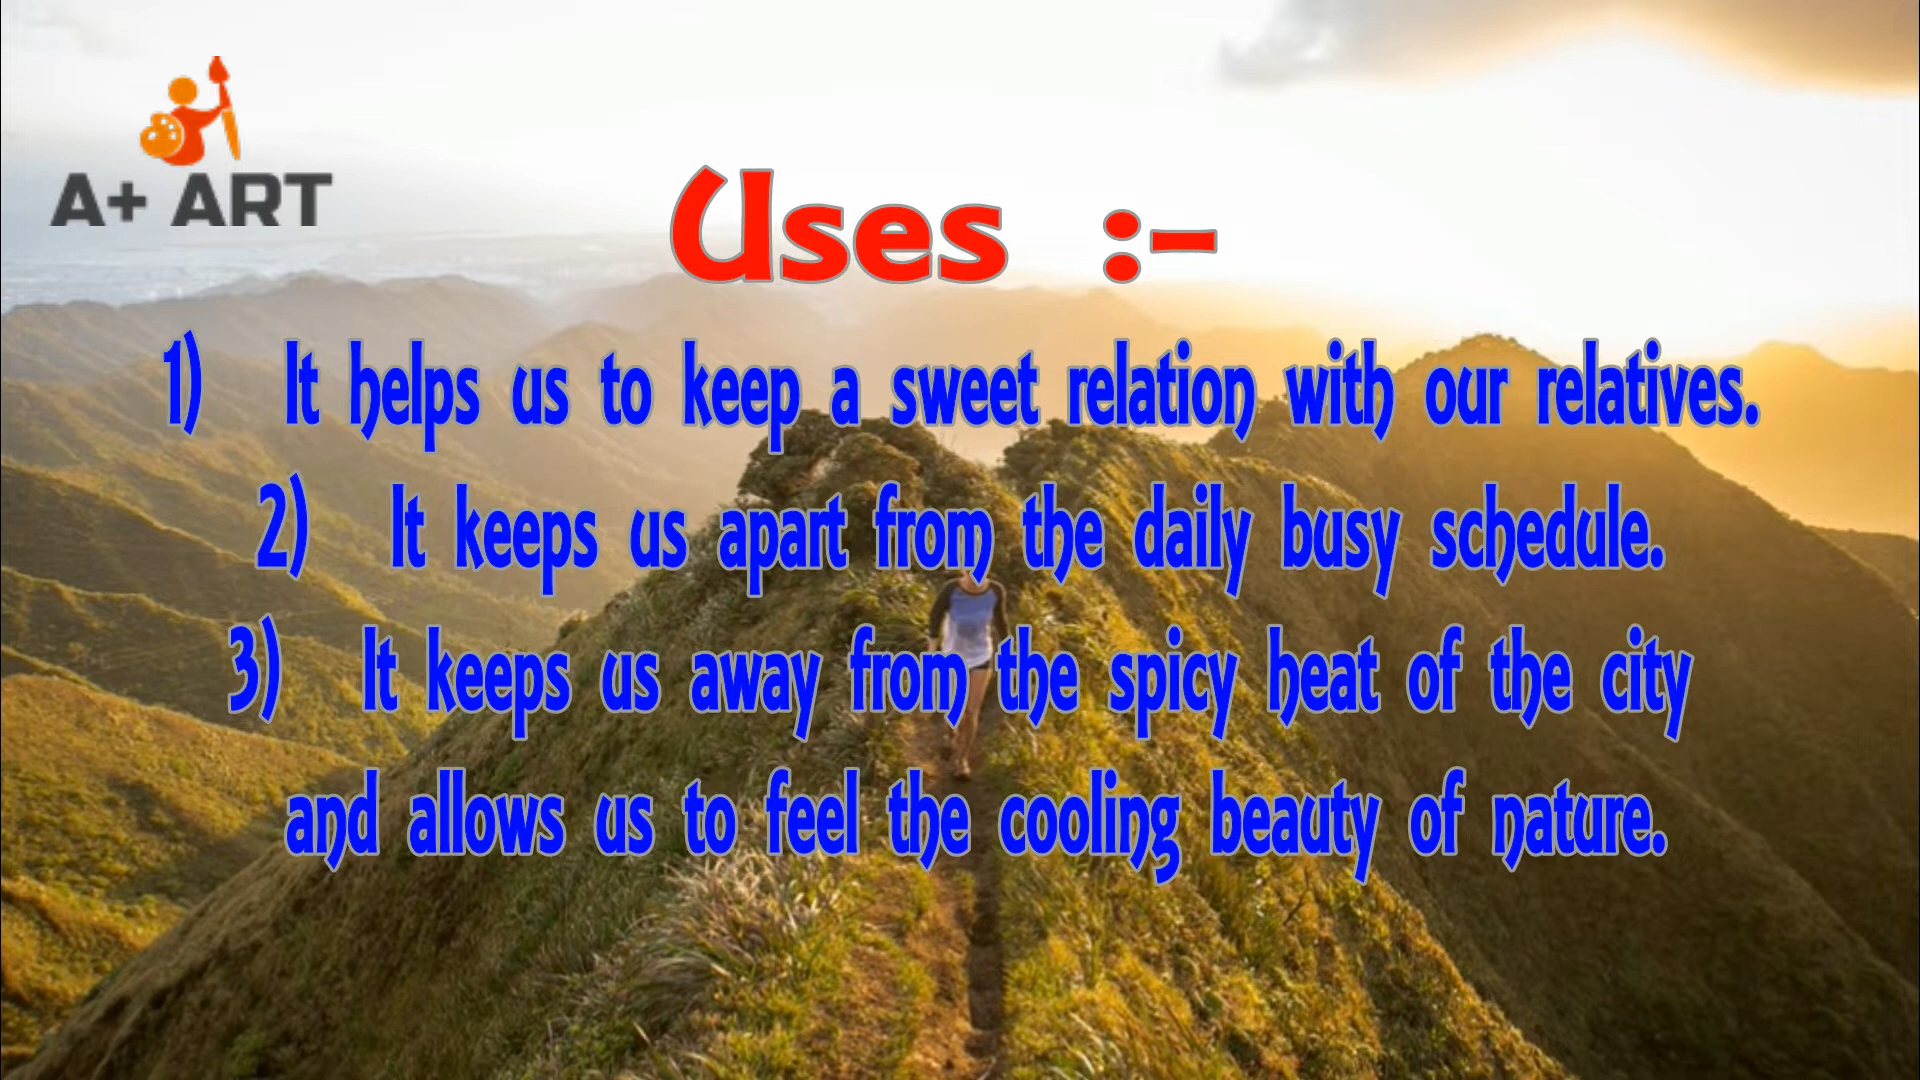 A+ ART
Uses :-
1) It helps us to keep a sweet relation with our relatives.
2) It keeps us apart from the daily busy schedule.
3) It keeps us away from the spicy heat of the city
and allows us to feel the cooling beauty of nature.